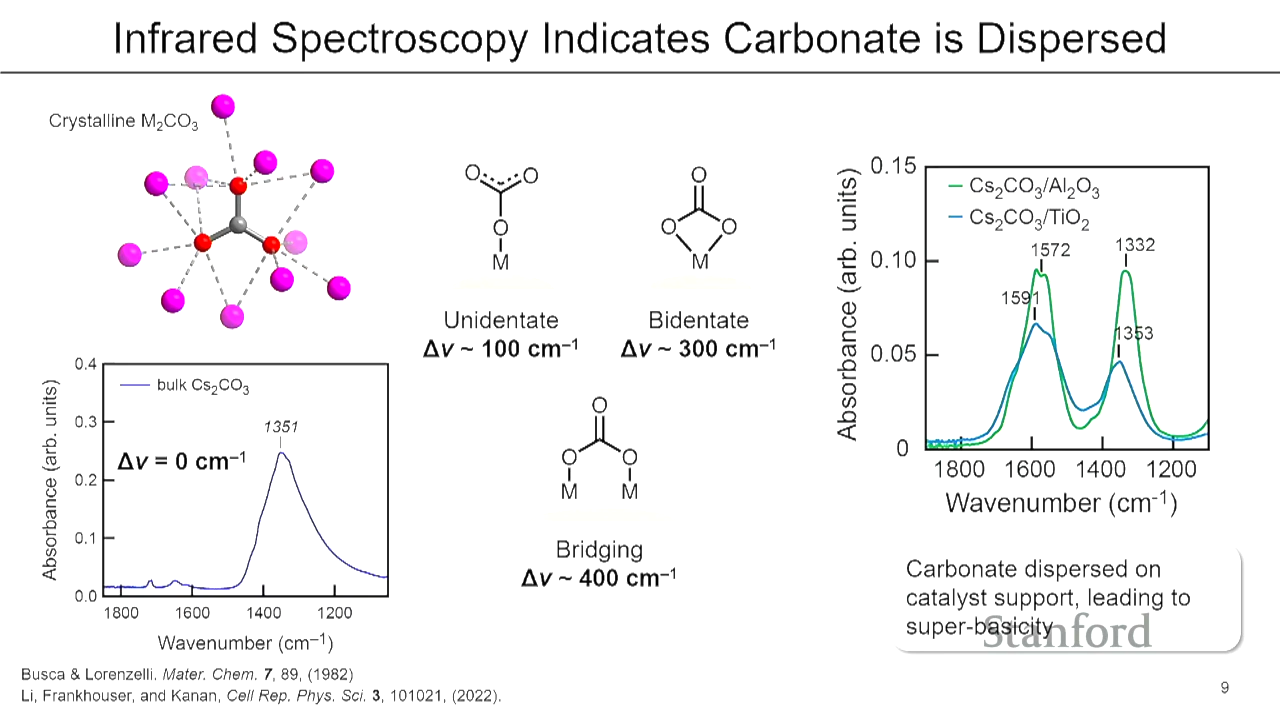 Infrared Spectroscopy Indicates Carbonate is Dispersed
Crystalline M₂CO₃
O O
O
M
Unidentate
Δν ~ 100 cm⁻¹
O
O O
M
Bidentate
Δν ~ 300 cm⁻¹
O
O O
M M
Bridging
Δν ~ 400 cm⁻¹
Absorbance (arb. units)
0.4
0.3
0.2
0.1
0.0
bulk Cs₂CO₃
1351
Δν = 0 cm⁻¹
1800 1600 1400 1200
Wavenumber (cm⁻¹)
Absorbance (arb. units)
0.15
0.10
0.05
0
Cs₂CO₃/Al₂O₃
Cs₂CO₃/TiO₂
1572
1332
1591
1353
1800 1600 1400 1200
Wavenumber (cm⁻¹)
Carbonate dispersed on
catalyst support, leading to
super-basicity
Stanford
Busca & Lorenzelli. Mater. Chem. 7, 89, (1982)
Li, Frankhouser, and Kanan, Cell Rep. Phys. Sci. 3, 101021, (2022).
9